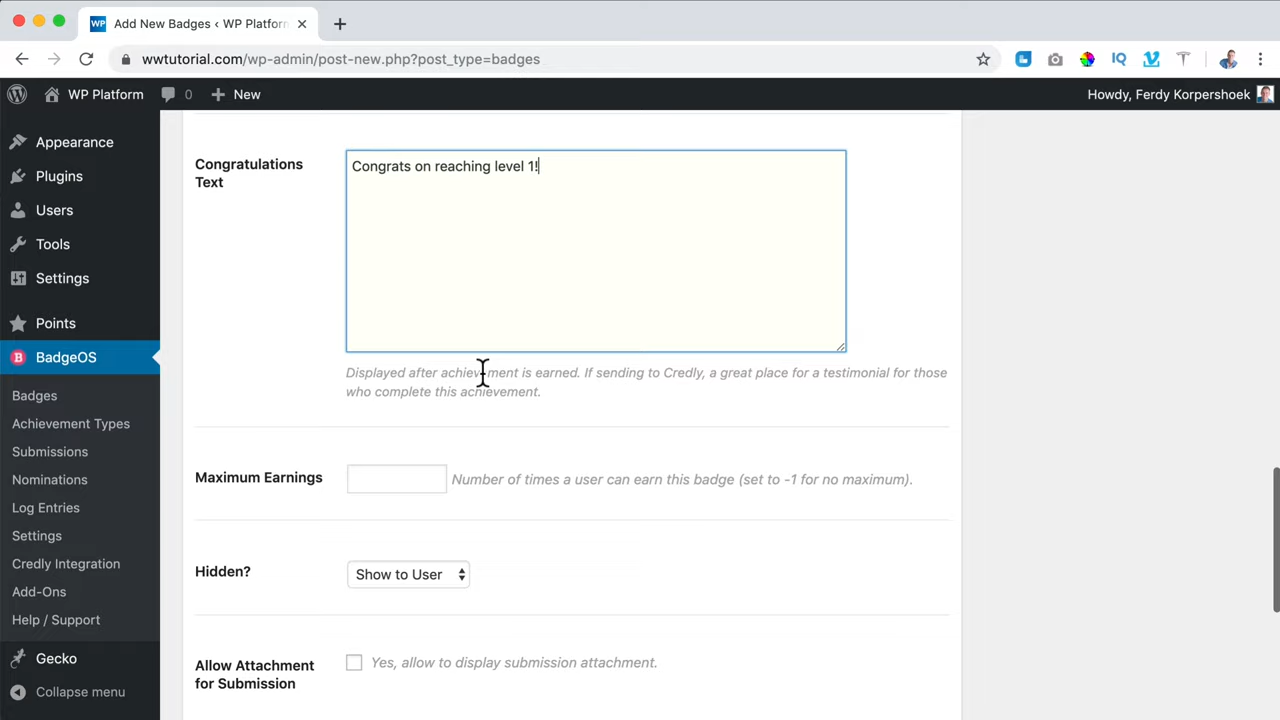 WP Add New Badges ‹ WP Platform
wwtutorial.com/wp-admin/post-new.php?post_type=badges
IQ
WP Platform 0 New Howdy, Ferdy Korpershoek
Appearance
Plugins
Users
Tools
Settings
Points
B BadgeOS
Badges
Achievement Types
Submissions
Nominations
Log Entries
Settings
Credly Integration
Add-Ons
Help / Support
Gecko
Collapse menu
Congratulations
Text
Congrats on reaching level 1!
Displayed after achievement is earned. If sending to Credly, a great place for a testimonial for those
who complete this achievement.
Maximum Earnings
Number of times a user can earn this badge (set to -1 for no maximum).
Hidden?
Show to User
Allow Attachment
for Submission
Yes, allow to display submission attachment.